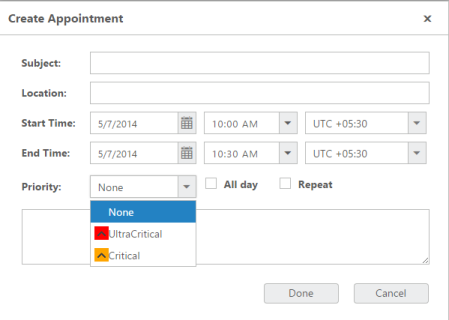 Create Appointment x
Subject:
Location:
Start Time: 5/7/2014 10:00 AM UTC +05:30
End Time: 5/7/2014 10:30 AM UTC +05:30
Priority: None All day Repeat
None
UltraCritical
Critical
Done Cancel